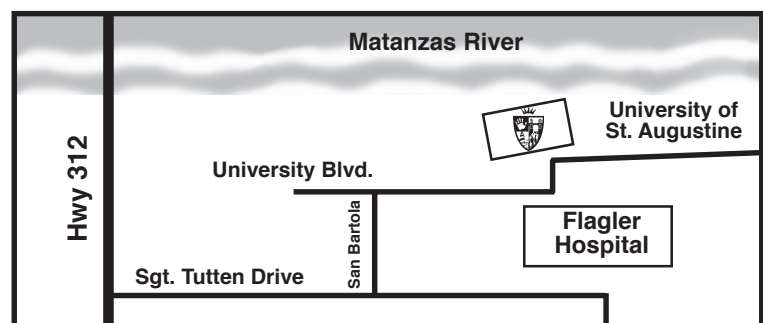 Matanzas River
University of
St. Augustine
Hwy 312
University Blvd.
San Bartola
Flagler
Hospital
Sgt. Tutten Drive